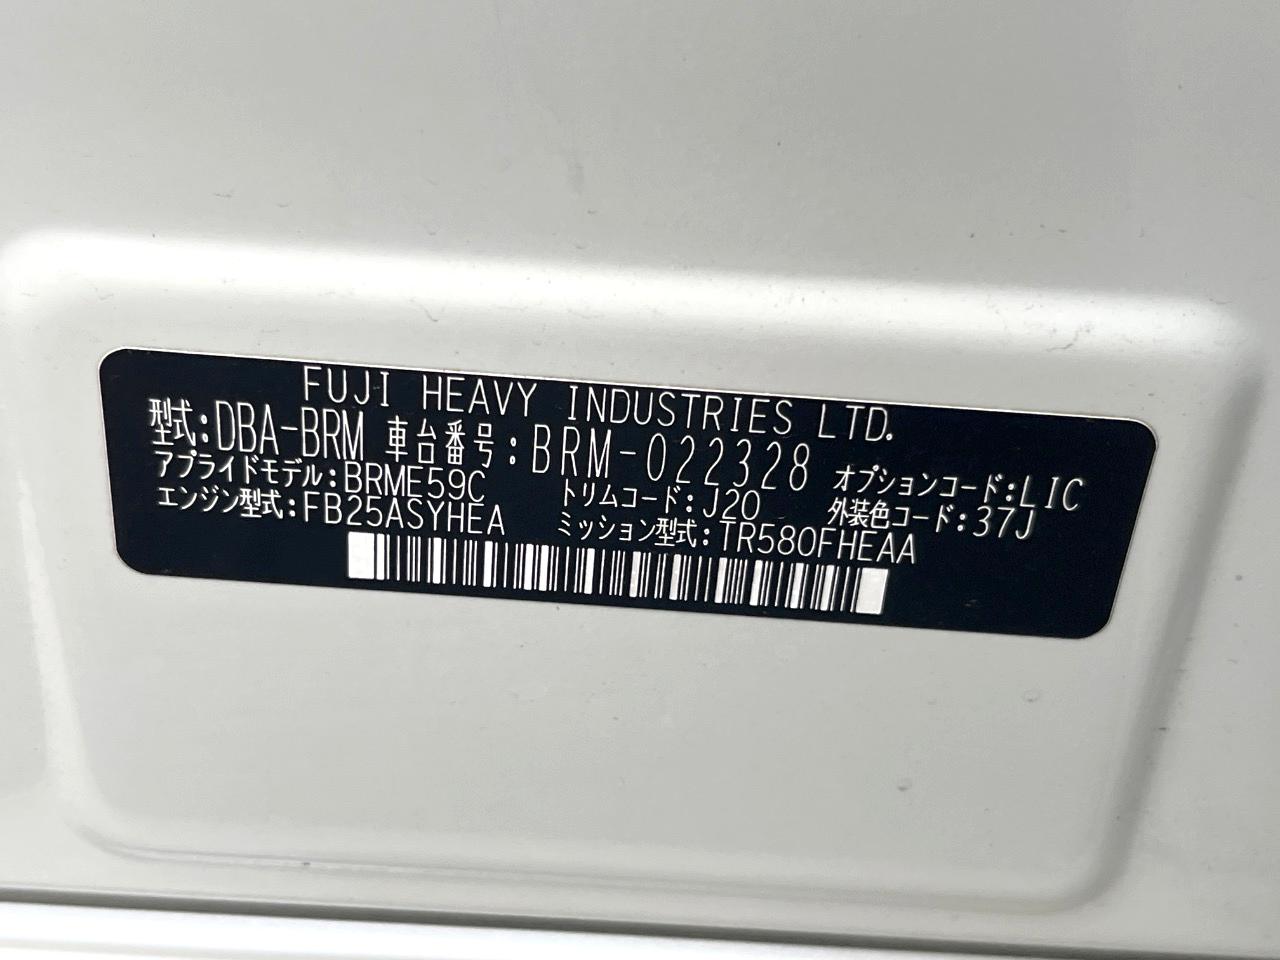 FUJI HEAVY INDUSTRIES LTD.
型式:DBA-BRM 車台番号:BRM-022328 オプションコード:LIC
アプライドモデル:BRME59C トリムコード:J20 外装色コード:37J
エンジン型式:FB25ASYHEA ミッション型式:TR580FHEAA